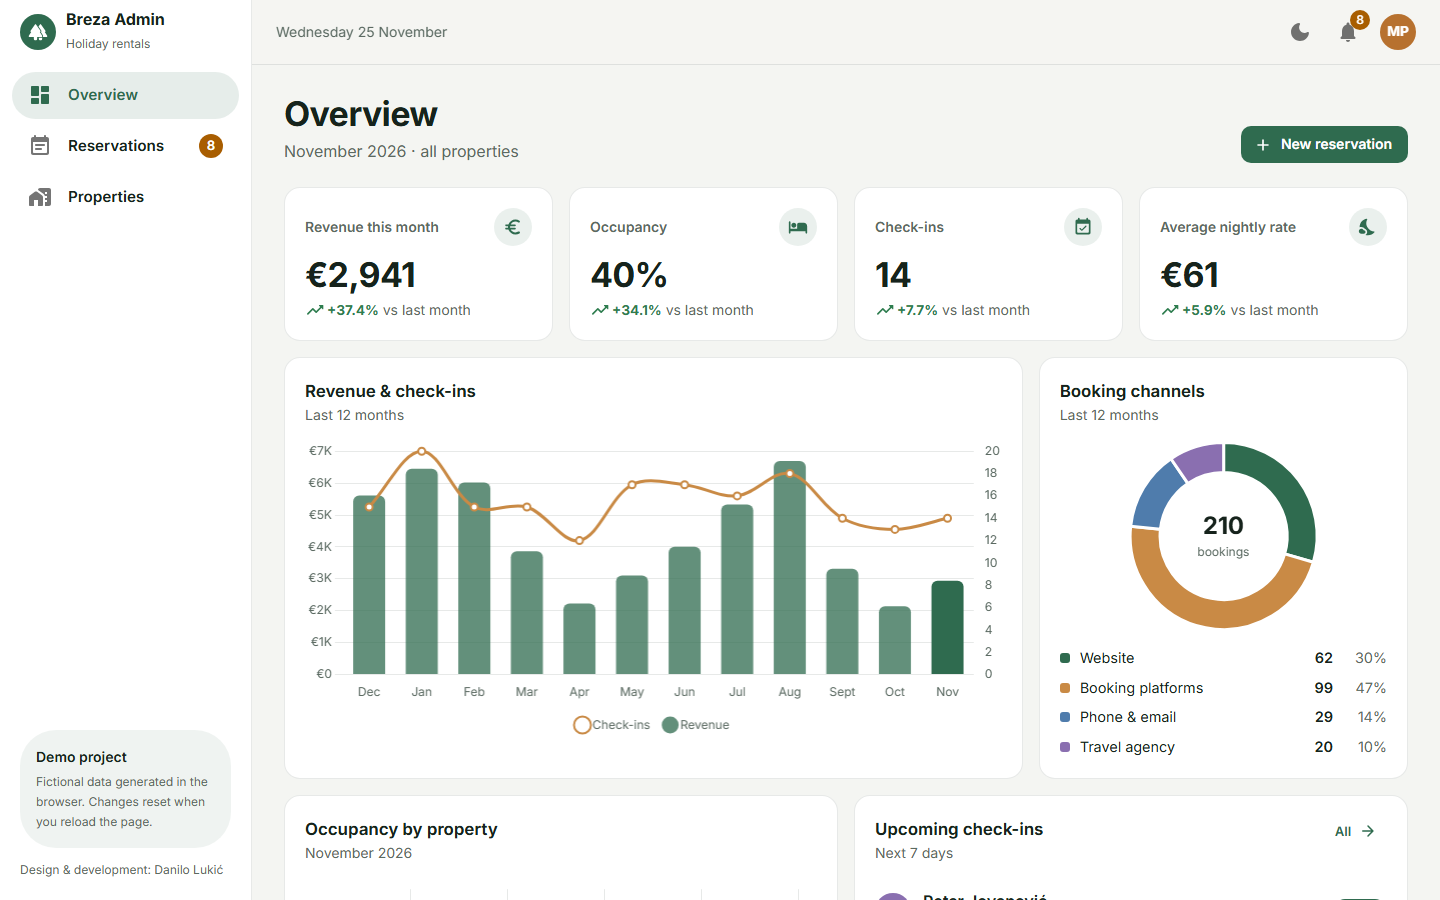 Breza Admin
Holiday rentals
Overview
Reservations 8
Properties
Demo project
Fictional data generated in the
browser. Changes reset when
you reload the page.
Design & development: Danilo Lukić
Wednesday 25 November
8
MP
Overview
November 2026 · all properties
+ New reservation
Revenue this month
€
€2,941
+37.4% vs last month
Occupancy
40%
+34.1% vs last month
Check-ins
14
+7.7% vs last month
Average nightly rate
€61
+5.9% vs last month
Revenue & check-ins
Last 12 months
€7K
€6K
€5K
€4K
€3K
€2K
€1K
€0
20
18
16
14
12
10
8
6
4
2
0
Dec Jan Feb Mar Apr May Jun Jul Aug Sept Oct Nov
Check-ins Revenue
Booking channels
Last 12 months
210
bookings
Website 62 30%
Booking platforms 99 47%
Phone & email 29 14%
Travel agency 20 10%
Occupancy by property
November 2026
Upcoming check-ins
Next 7 days
All →